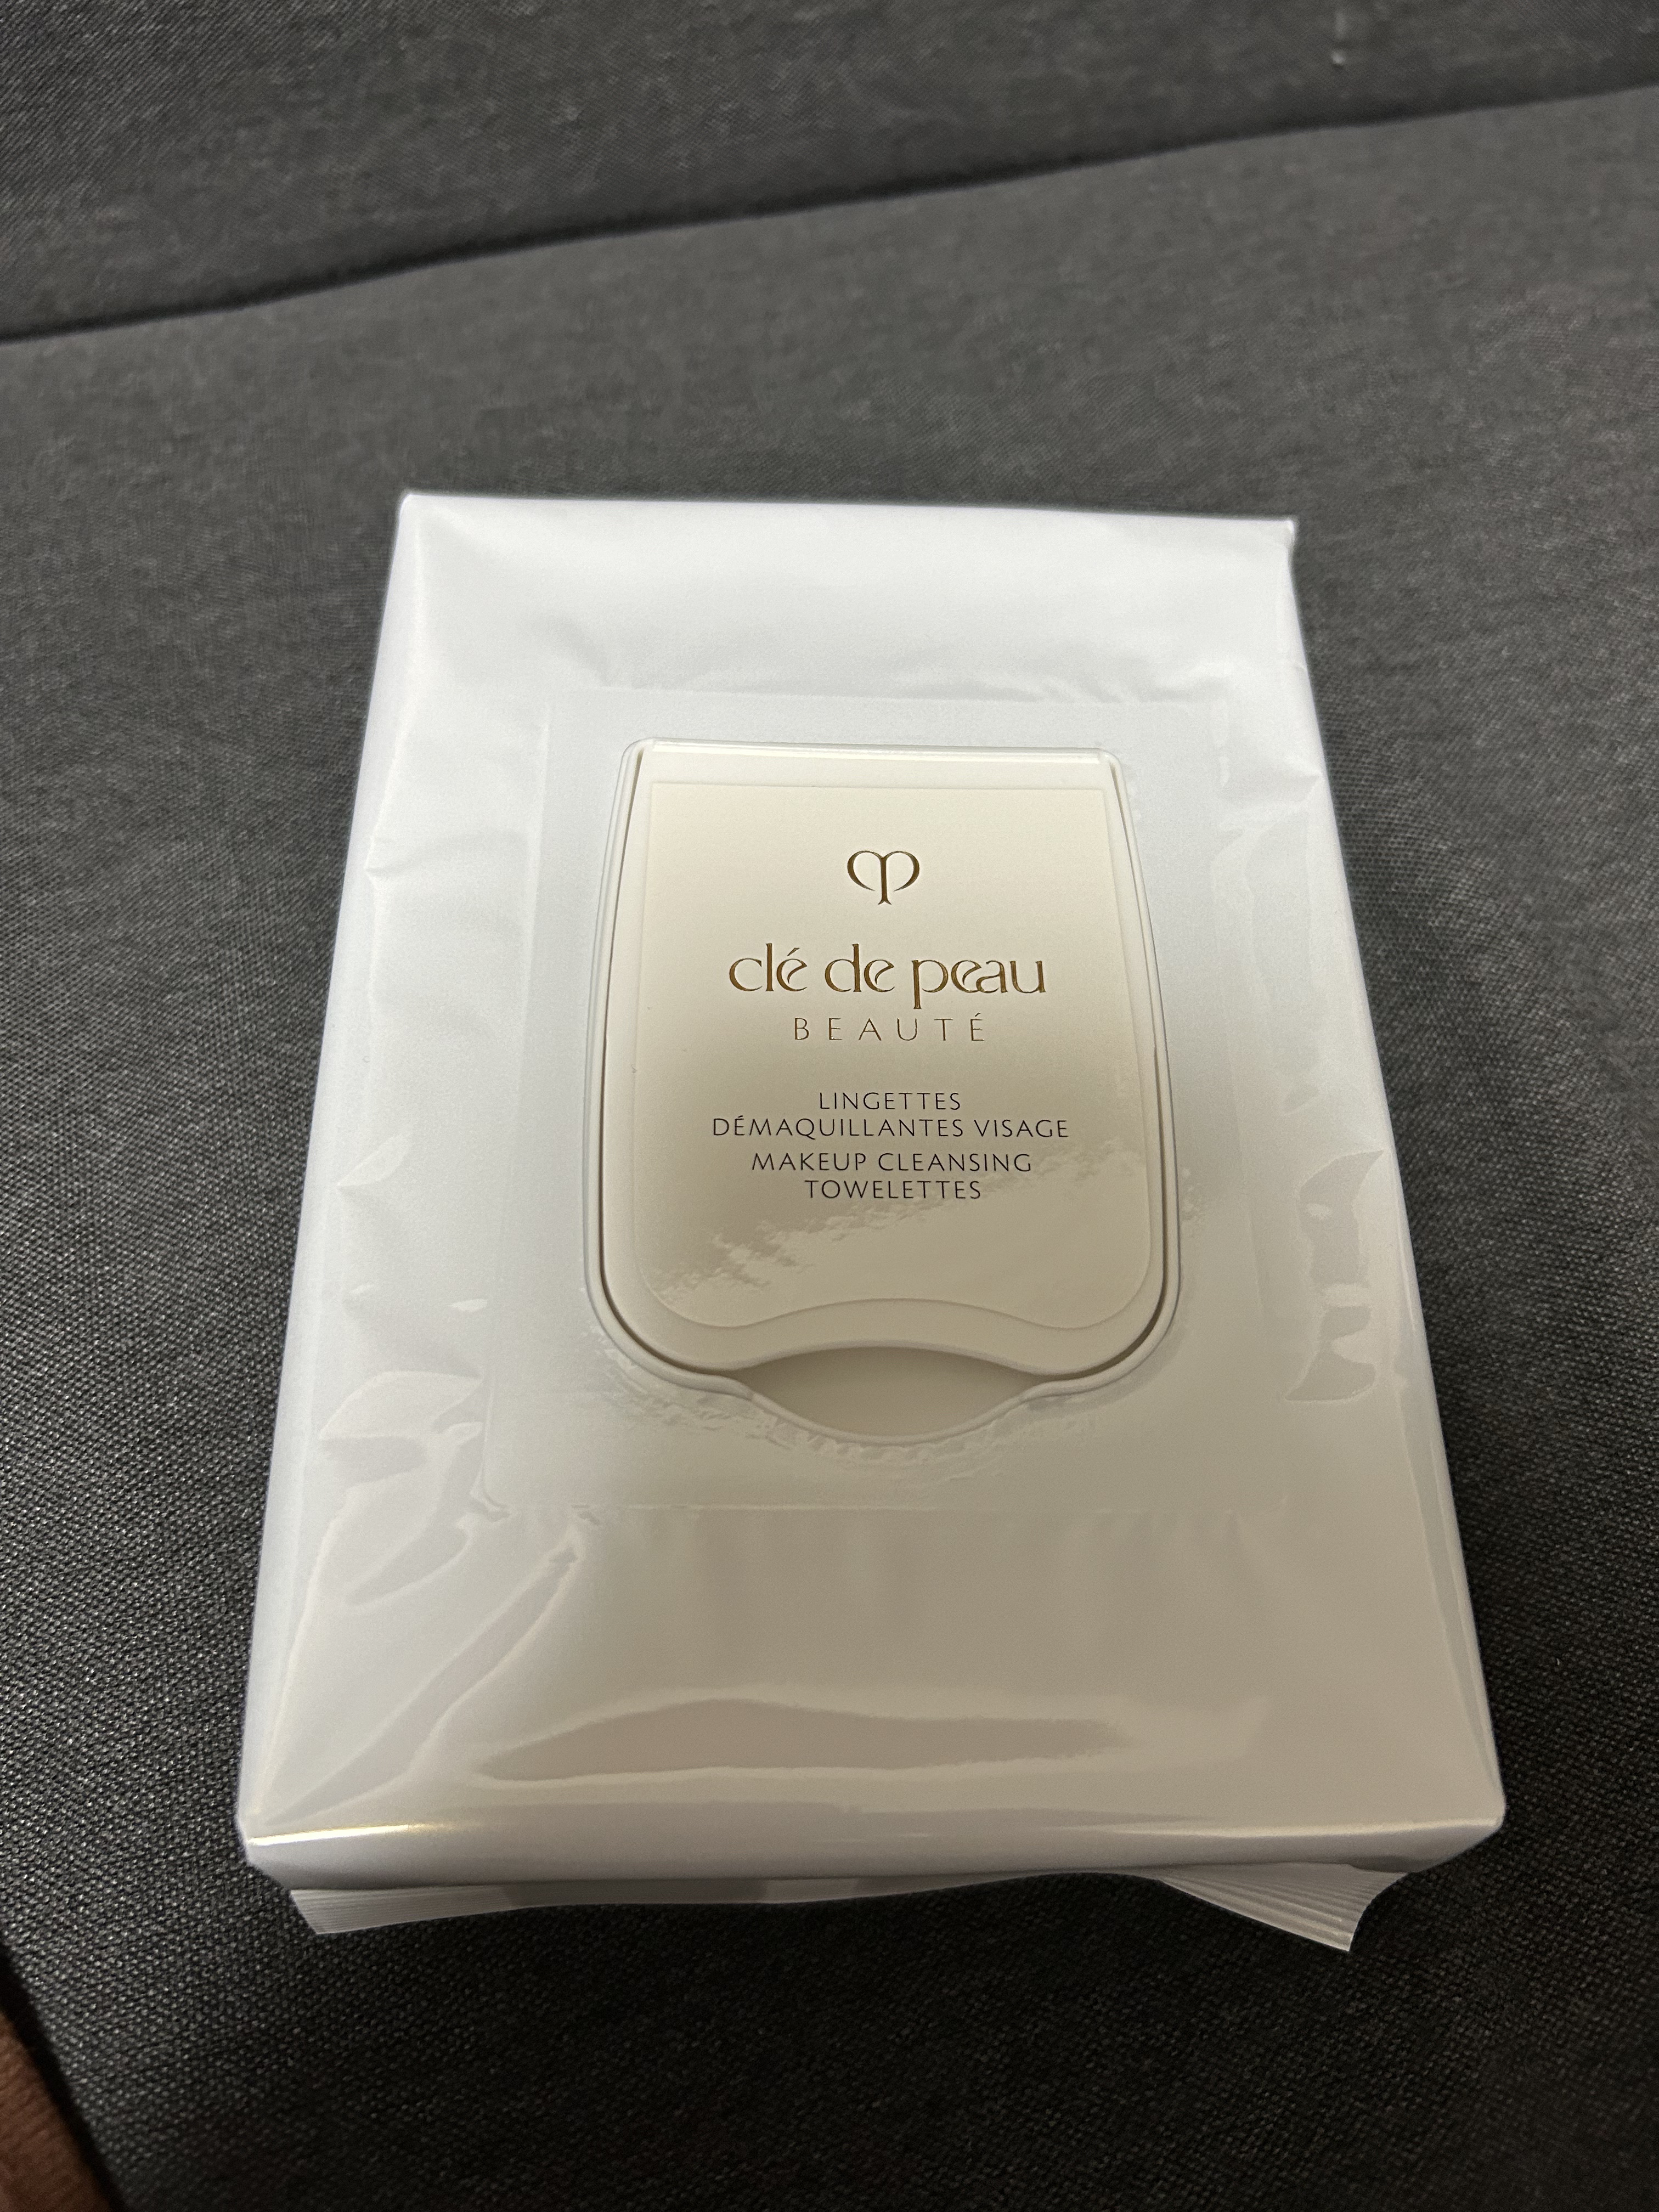 clé de peau
BEAUTÉ
LINGETTES
DÉMAQUILLANTES VISAGE
MAKEUP CLEANSING
TOWELETTES